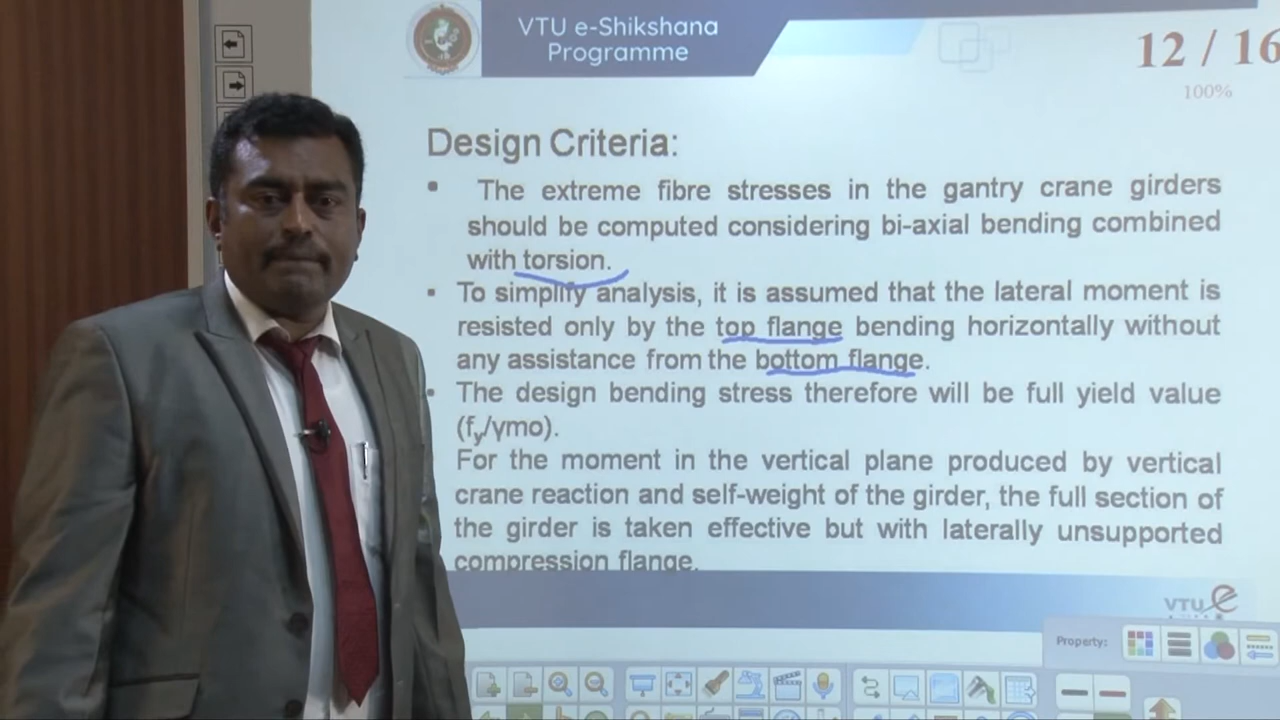 VTU e-Shikshana
Programme
12 / 16
100%
Design Criteria:
▪ The extreme fibre stresses in the gantry crane girders
should be computed considering bi-axial bending combined
with torsion.
▪ To simplify analysis, it is assumed that the lateral moment is
resisted only by the top flange bending horizontally without
any assistance from the bottom flange.
▪ The design bending stress therefore will be full yield value
(fy/γmo).
For the moment in the vertical plane produced by vertical
crane reaction and self-weight of the girder, the full section of
the girder is taken effective but with laterally unsupported
compression flange.
VTU e
Property: